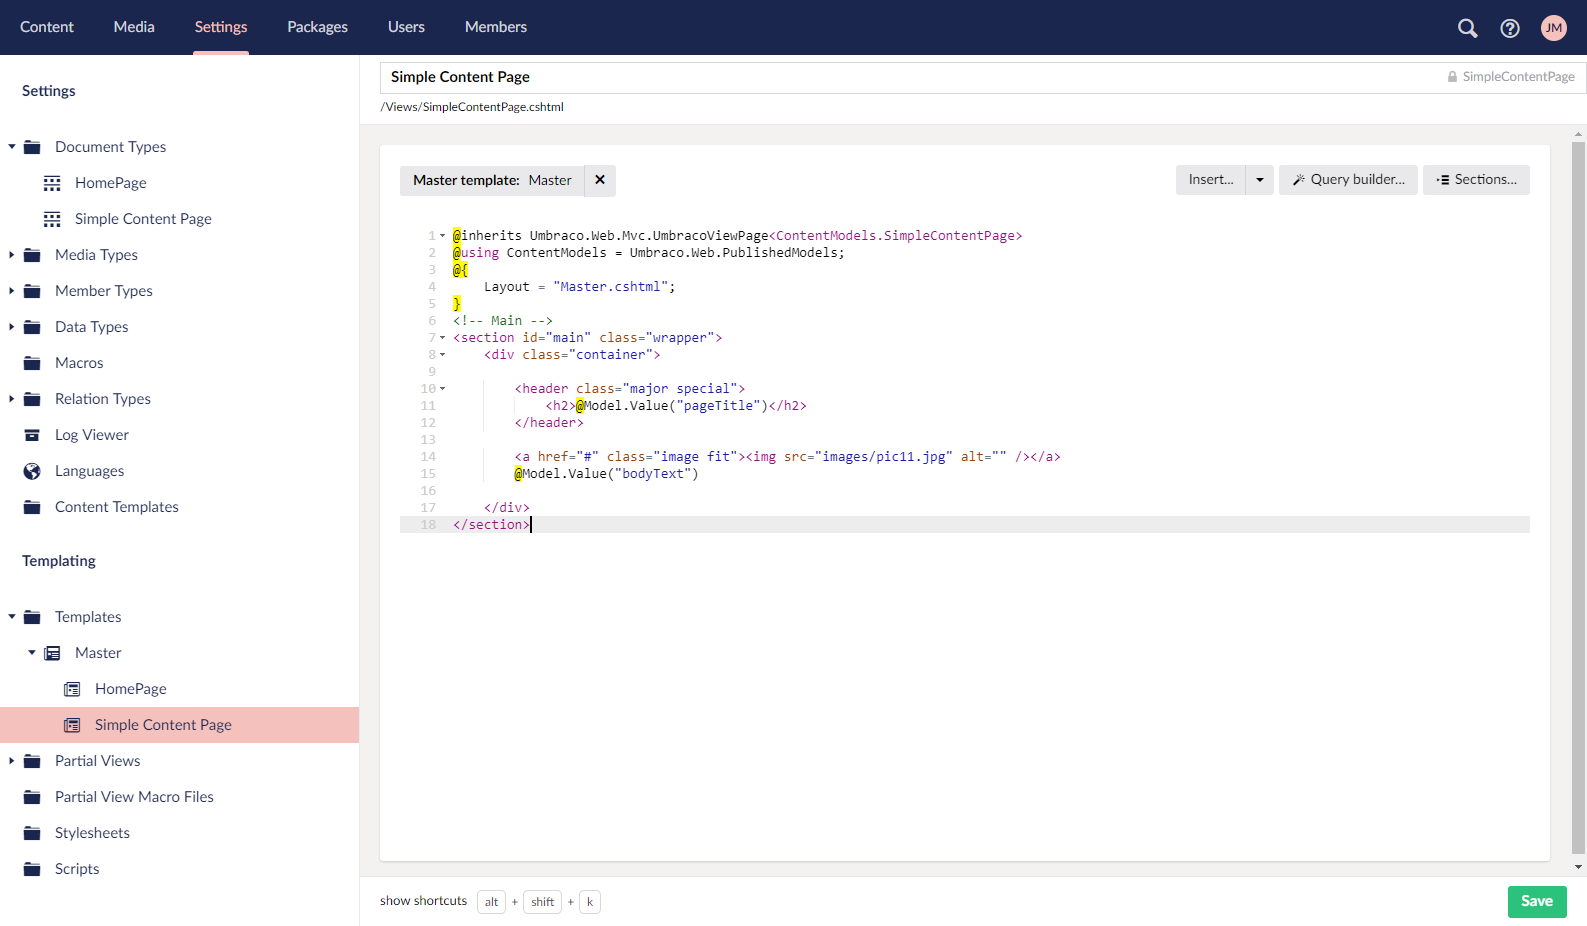 Content Media Settings Packages Users Members JM
Settings
Document Types
HomePage
Simple Content Page
Media Types
Member Types
Data Types
Macros
Relation Types
Log Viewer
Languages
Content Templates
Templating
Templates
Master
HomePage
Simple Content Page
Partial Views
Partial View Macro Files
Stylesheets
Scripts
Simple Content Page SimpleContentPage
/Views/SimpleContentPage.cshtml
Master template: Master ✕ Insert... Query builder... Sections...
1 @inherits Umbraco.Web.Mvc.UmbracoViewPage<ContentModels.SimpleContentPage>
2 @using ContentModels = Umbraco.Web.PublishedModels;
3 @{
4     Layout = "Master.cshtml";
5 }
6 <!-- Main -->
7 <section id="main" class="wrapper">
8     <div class="container">
9
10         <header class="major special">
11             <h2>@Model.Value("pageTitle")</h2>
12         </header>
13
14         <a href="#" class="image fit"><img src="images/pic11.jpg" alt="" /></a>
15         @Model.Value("bodyText")
16
17     </div>
18 </section>
show shortcuts alt + shift + k Save